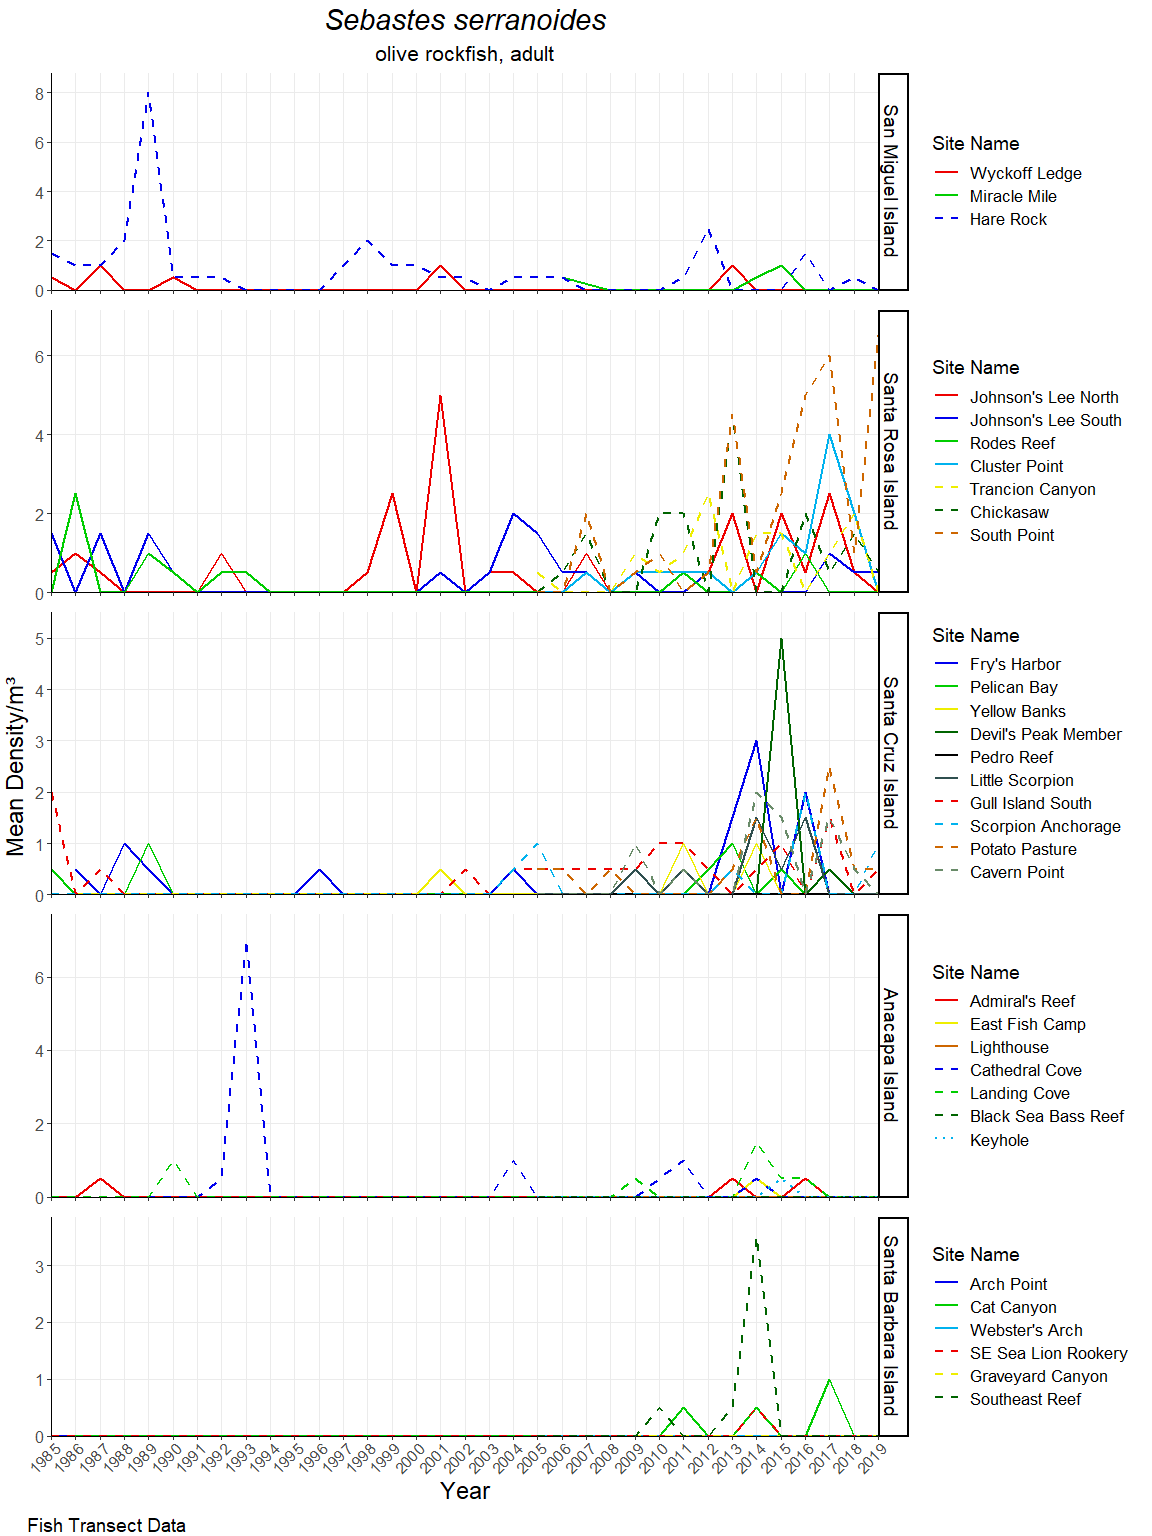 Sebastes serranoides
olive rockfish, adult
Mean Density/m³
8
6
4
2
0
San Miguel Island
Site Name
Wyckoff Ledge
Miracle Mile
Hare Rock
6
4
2
0
Santa Rosa Island
Site Name
Johnson's Lee North
Johnson's Lee South
Rodes Reef
Cluster Point
Trancion Canyon
Chickasaw
South Point
5
4
3
2
1
0
Santa Cruz Island
Site Name
Fry's Harbor
Pelican Bay
Yellow Banks
Devil's Peak Member
Pedro Reef
Little Scorpion
Gull Island South
Scorpion Anchorage
Potato Pasture
Cavern Point
6
4
2
0
Anacapa Island
Site Name
Admiral's Reef
East Fish Camp
Lighthouse
Cathedral Cove
Landing Cove
Black Sea Bass Reef
Keyhole
3
2
1
0
Santa Barbara Island
Site Name
Arch Point
Cat Canyon
Webster's Arch
SE Sea Lion Rookery
Graveyard Canyon
Southeast Reef
1985 1986 1987 1988 1989 1990 1991 1992 1993 1994 1995 1996 1997 1998 1999 2000 2001 2002 2003 2004 2005 2006 2007 2008 2009 2010 2011 2012 2013 2014 2015 2016 2017 2018 2019
Year
Fish Transect Data